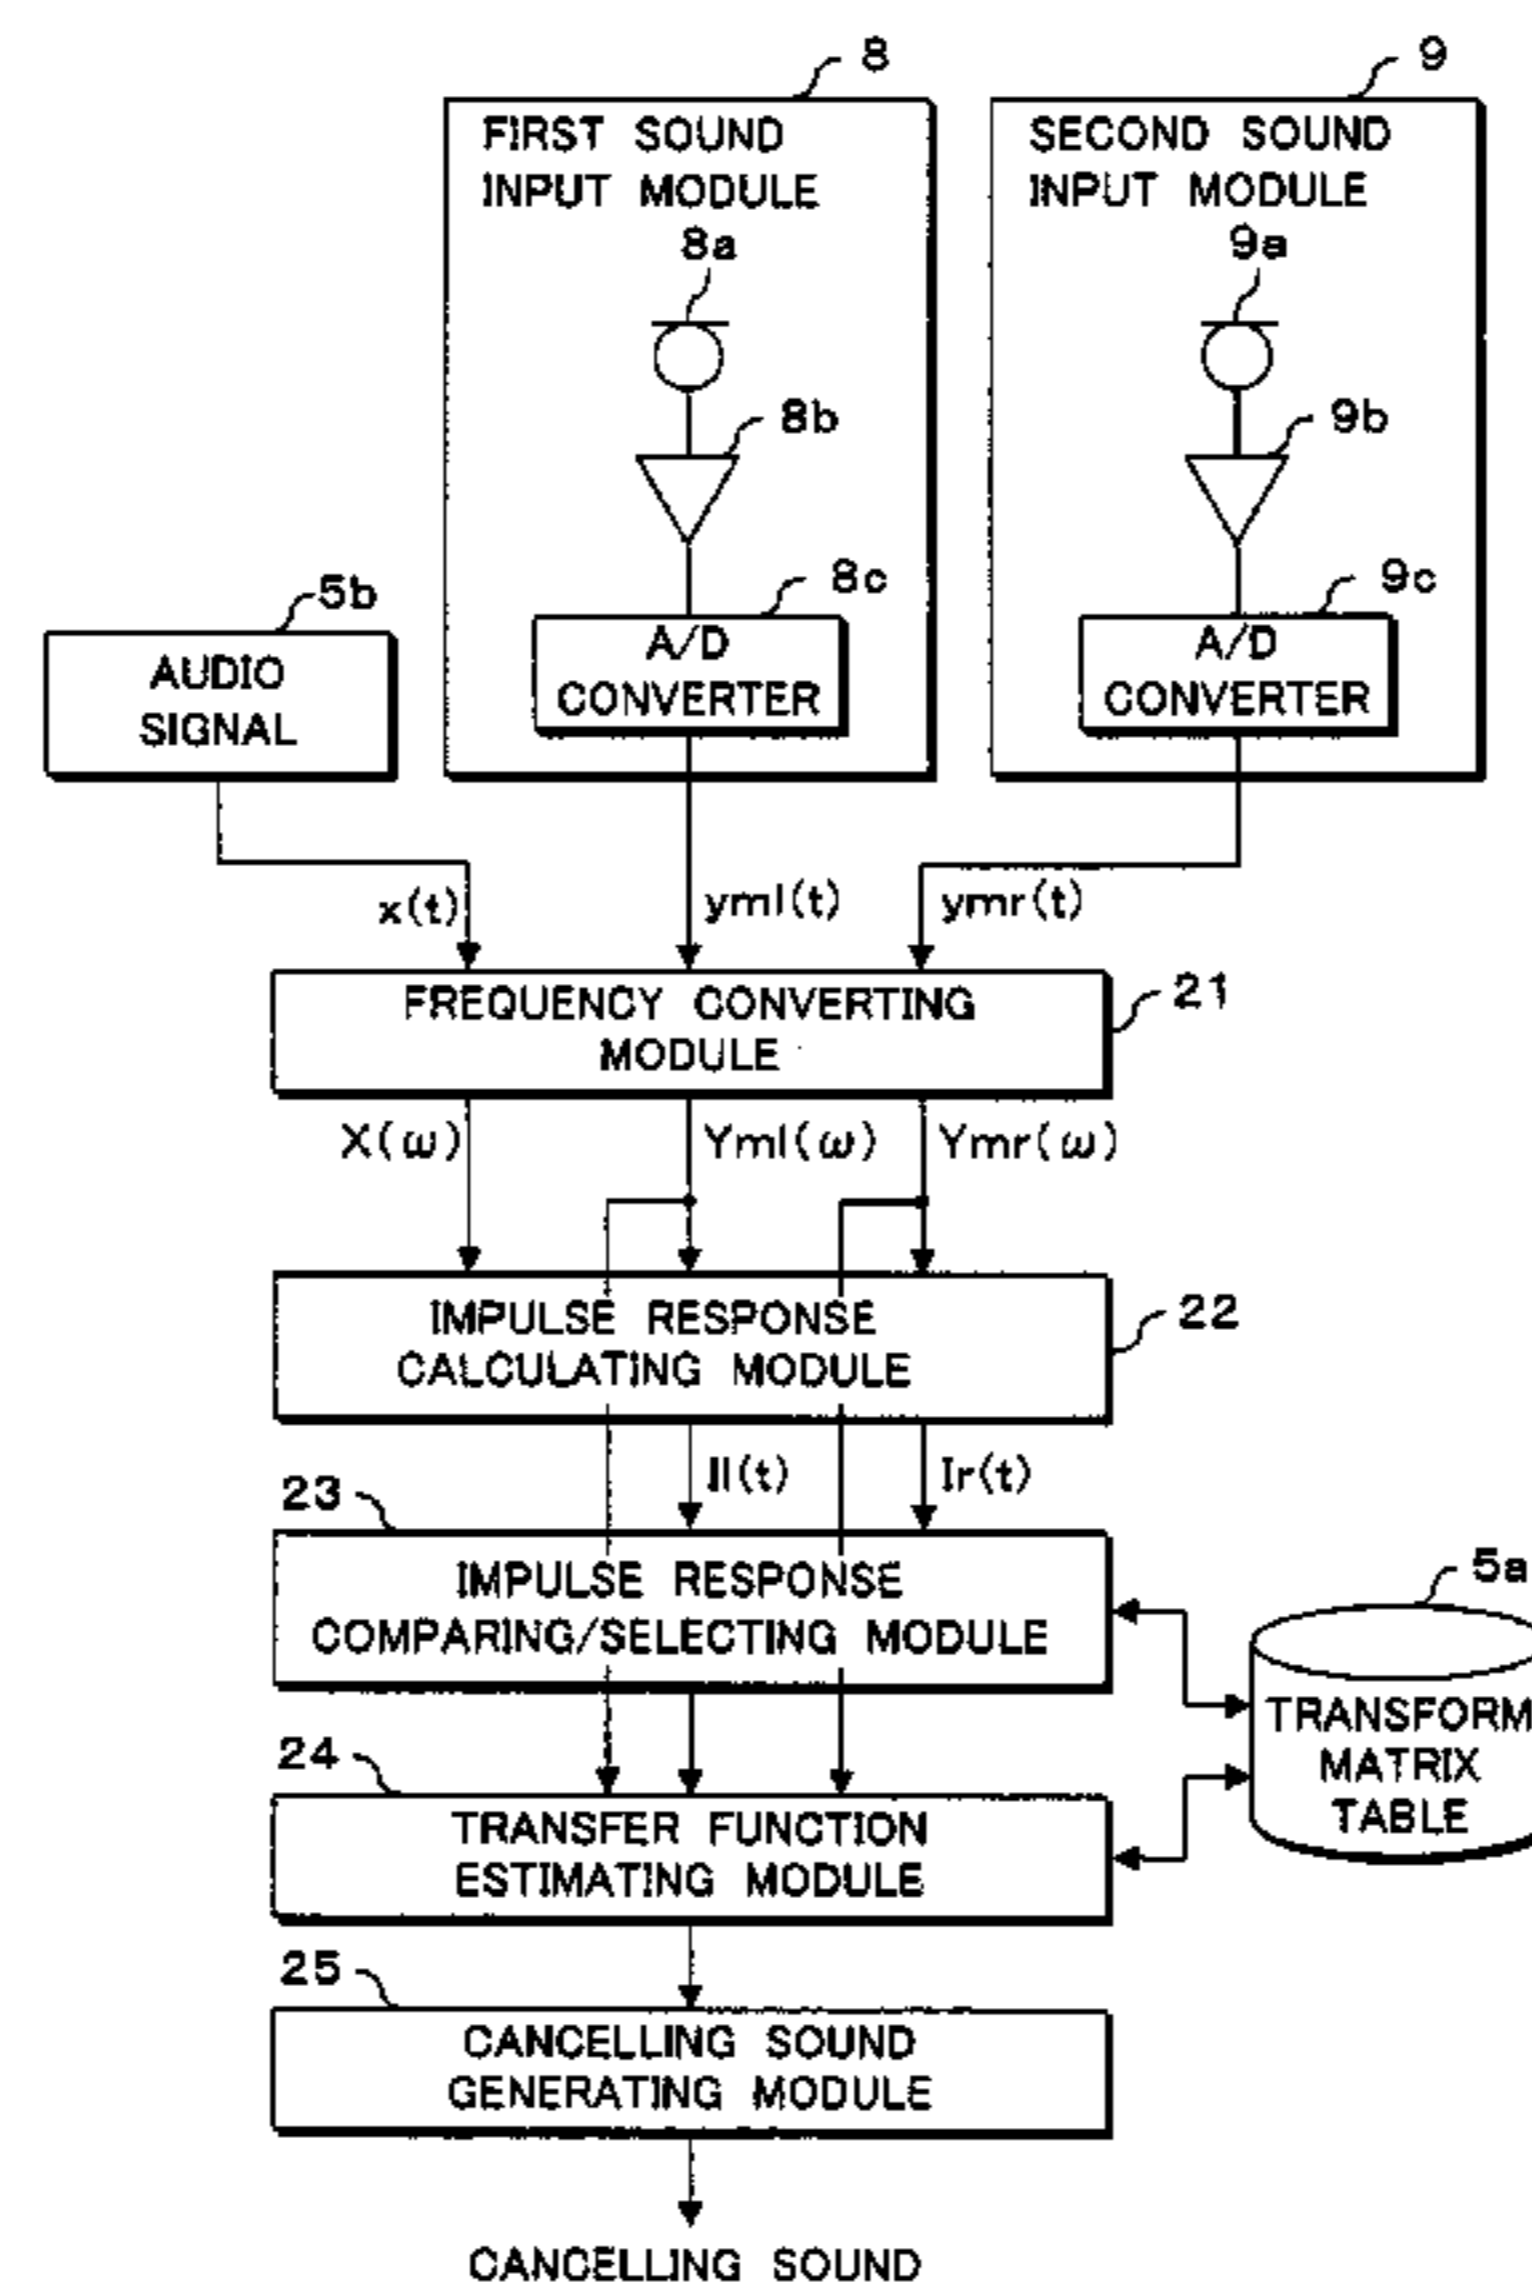 8
9
FIRST SOUND
INPUT MODULE
SECOND SOUND
INPUT MODULE
8a
9a
8b
9b
8c
9c
5b
AUDIO
SIGNAL
A/D
CONVERTER
A/D
CONVERTER
x(t)
yml(t)
ymr(t)
FREQUENCY CONVERTING
MODULE
21
X(ω)
Yml(ω)
Ymr(ω)
IMPULSE RESPONSE
CALCULATING MODULE
22
Il(t)
Ir(t)
23
IMPULSE RESPONSE
COMPARING/SELECTING MODULE
5a
TRANSFORM
MATRIX
TABLE
24
TRANSFER FUNCTION
ESTIMATING MODULE
25
CANCELLING SOUND
GENERATING MODULE
CANCELLING SOUND